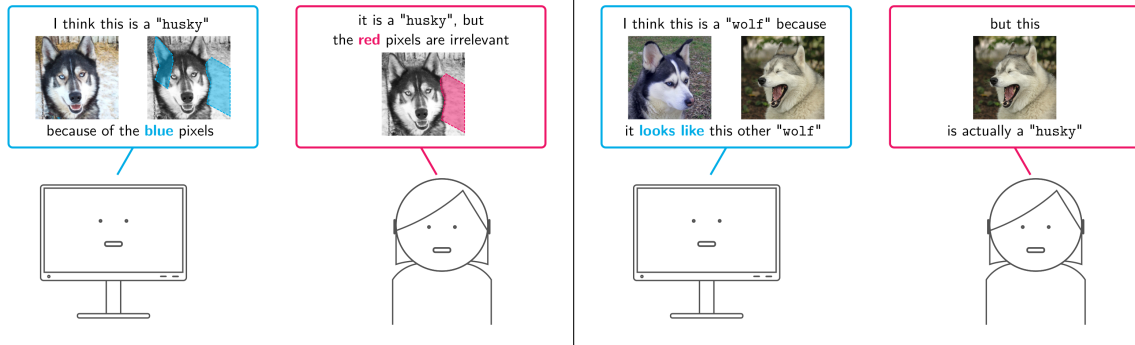 I think this is a "husky"
because of the blue pixels
it is a "husky", but
the red pixels are irrelevant
I think this is a "wolf" because
it looks like this other "wolf"
but this
is actually a "husky"